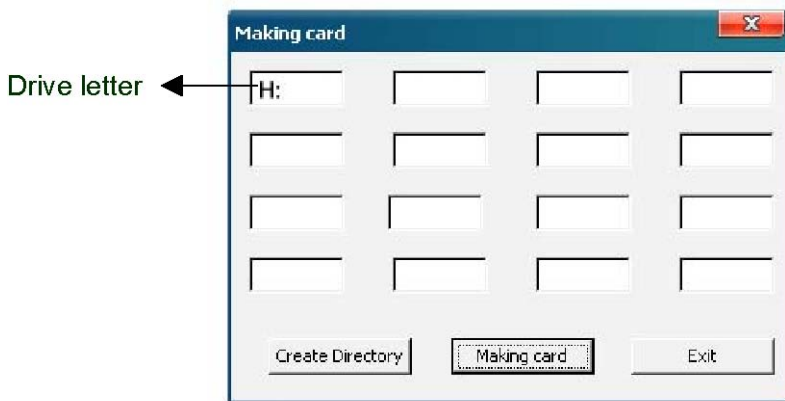 Making card
X
Drive letter
H:
Create Directory Making card Exit